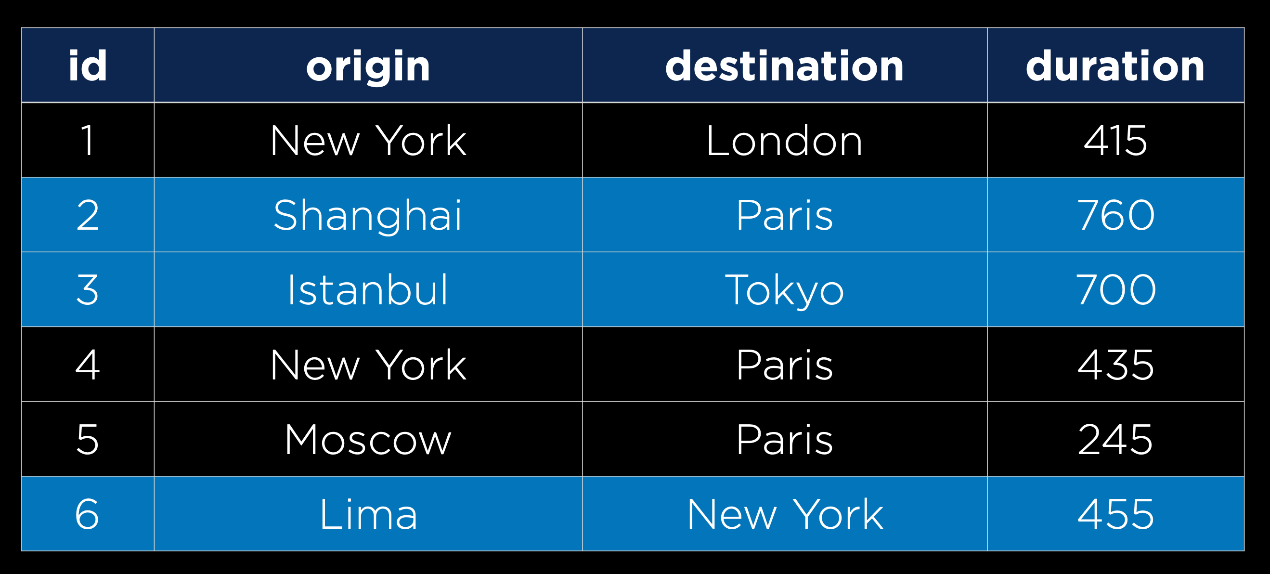 id origin destination duration
1 New York London 415
2 Shanghai Paris 760
3 Istanbul Tokyo 700
4 New York Paris 435
5 Moscow Paris 245
6 Lima New York 455